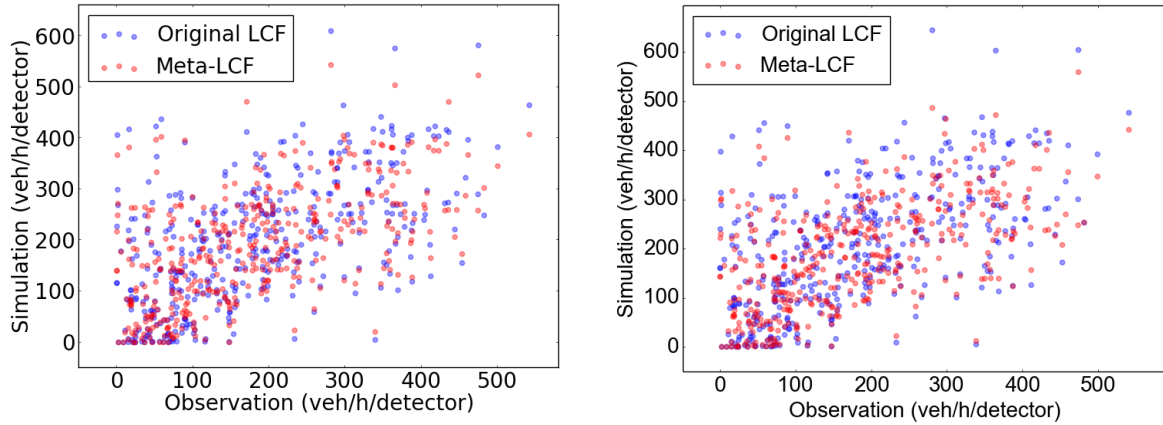 Original LCF
Meta-LCF
600
500
400
300
200
100
0
Simulation (veh/h/detector)
0 100 200 300 400 500
Observation (veh/h/detector)
Original LCF
Meta-LCF
600
500
400
300
200
100
0
Simulation (veh/h/detector)
0 100 200 300 400 500
Observation (veh/h/detector)